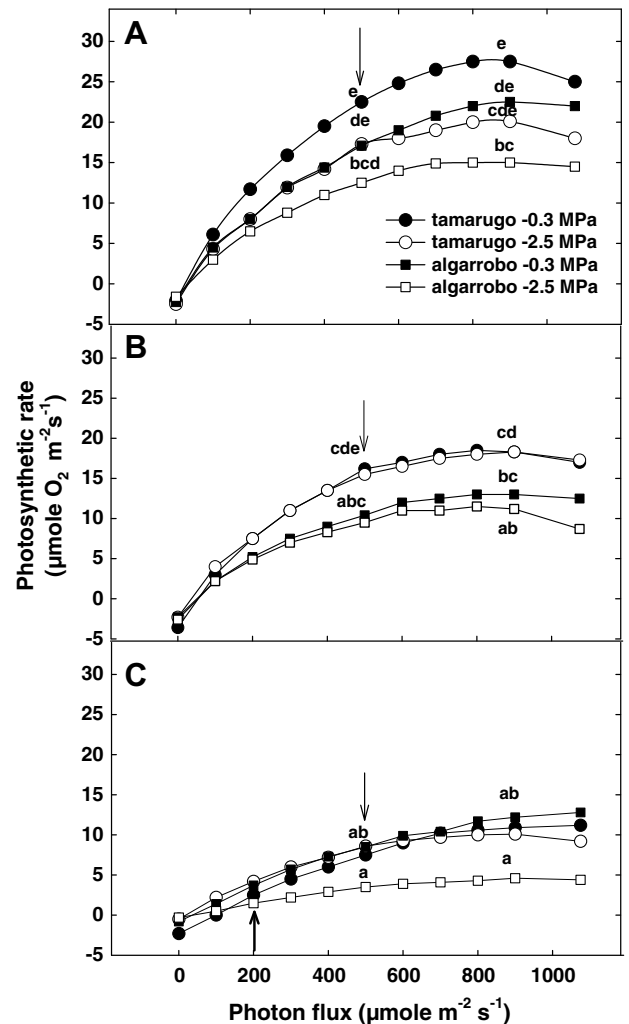 A
30
25
20
15
10
5
0
-5
e
e
de
de
cde
bcd
bc
tamarugo -0.3 MPa
tamarugo -2.5 MPa
algarrobo -0.3 MPa
algarrobo -2.5 MPa
B
30
25
20
15
10
5
0
-5
cde
cd
abc
bc
ab
Photosynthetic rate
(µmole O₂ m⁻²s⁻¹)
C
30
25
20
15
10
5
0
-5
ab
ab
a
a
0 200 400 600 800 1000
Photon flux (µmole m⁻² s⁻¹)